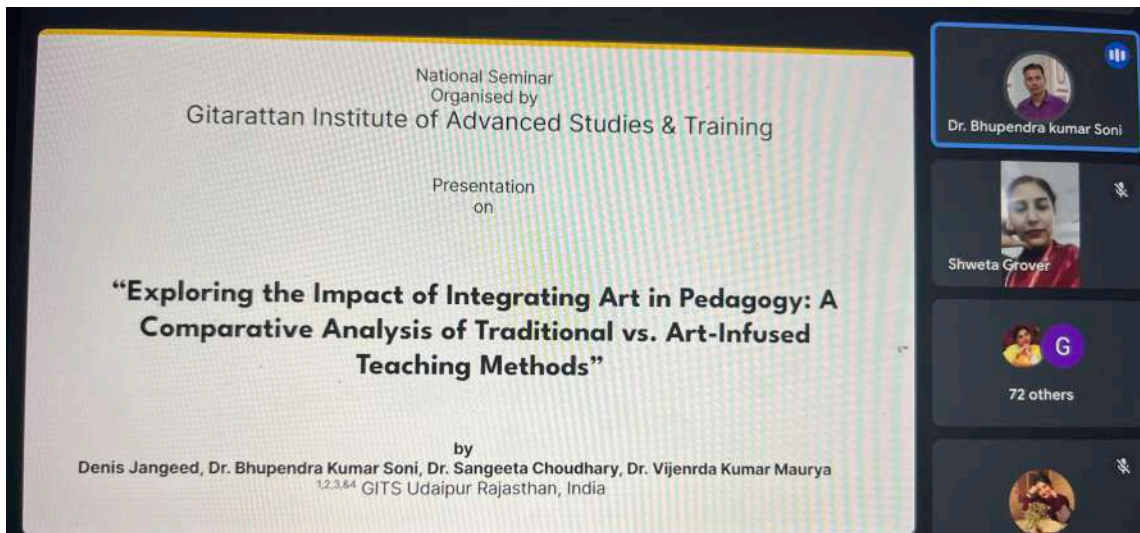 National Seminar
Organised by
Gitarattan Institute of Advanced Studies & Training
Presentation
on
“Exploring the Impact of Integrating Art in Pedagogy: A
Comparative Analysis of Traditional vs. Art-Infused
Teaching Methods”
by
Denis Jangeed, Dr. Bhupendra Kumar Soni, Dr. Sangeeta Choudhary, Dr. Vijenrda Kumar Maurya
1,2,3,&4 GITS Udaipur Rajasthan, India
Dr. Bhupendra kumar Soni
Shweta Grover
G
72 others